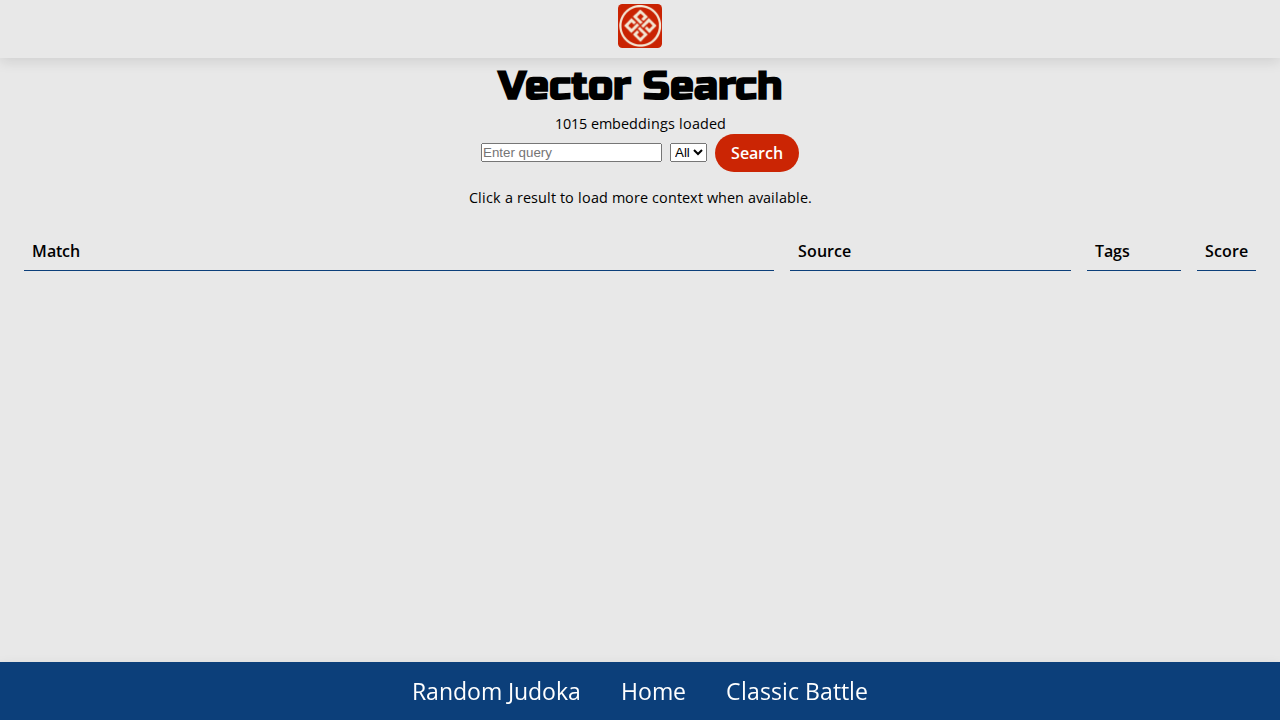 Vector Search
1015 embeddings loaded
Enter query All Search
Click a result to load more context when available.
Match Source Tags Score
Random Judoka Home Classic Battle